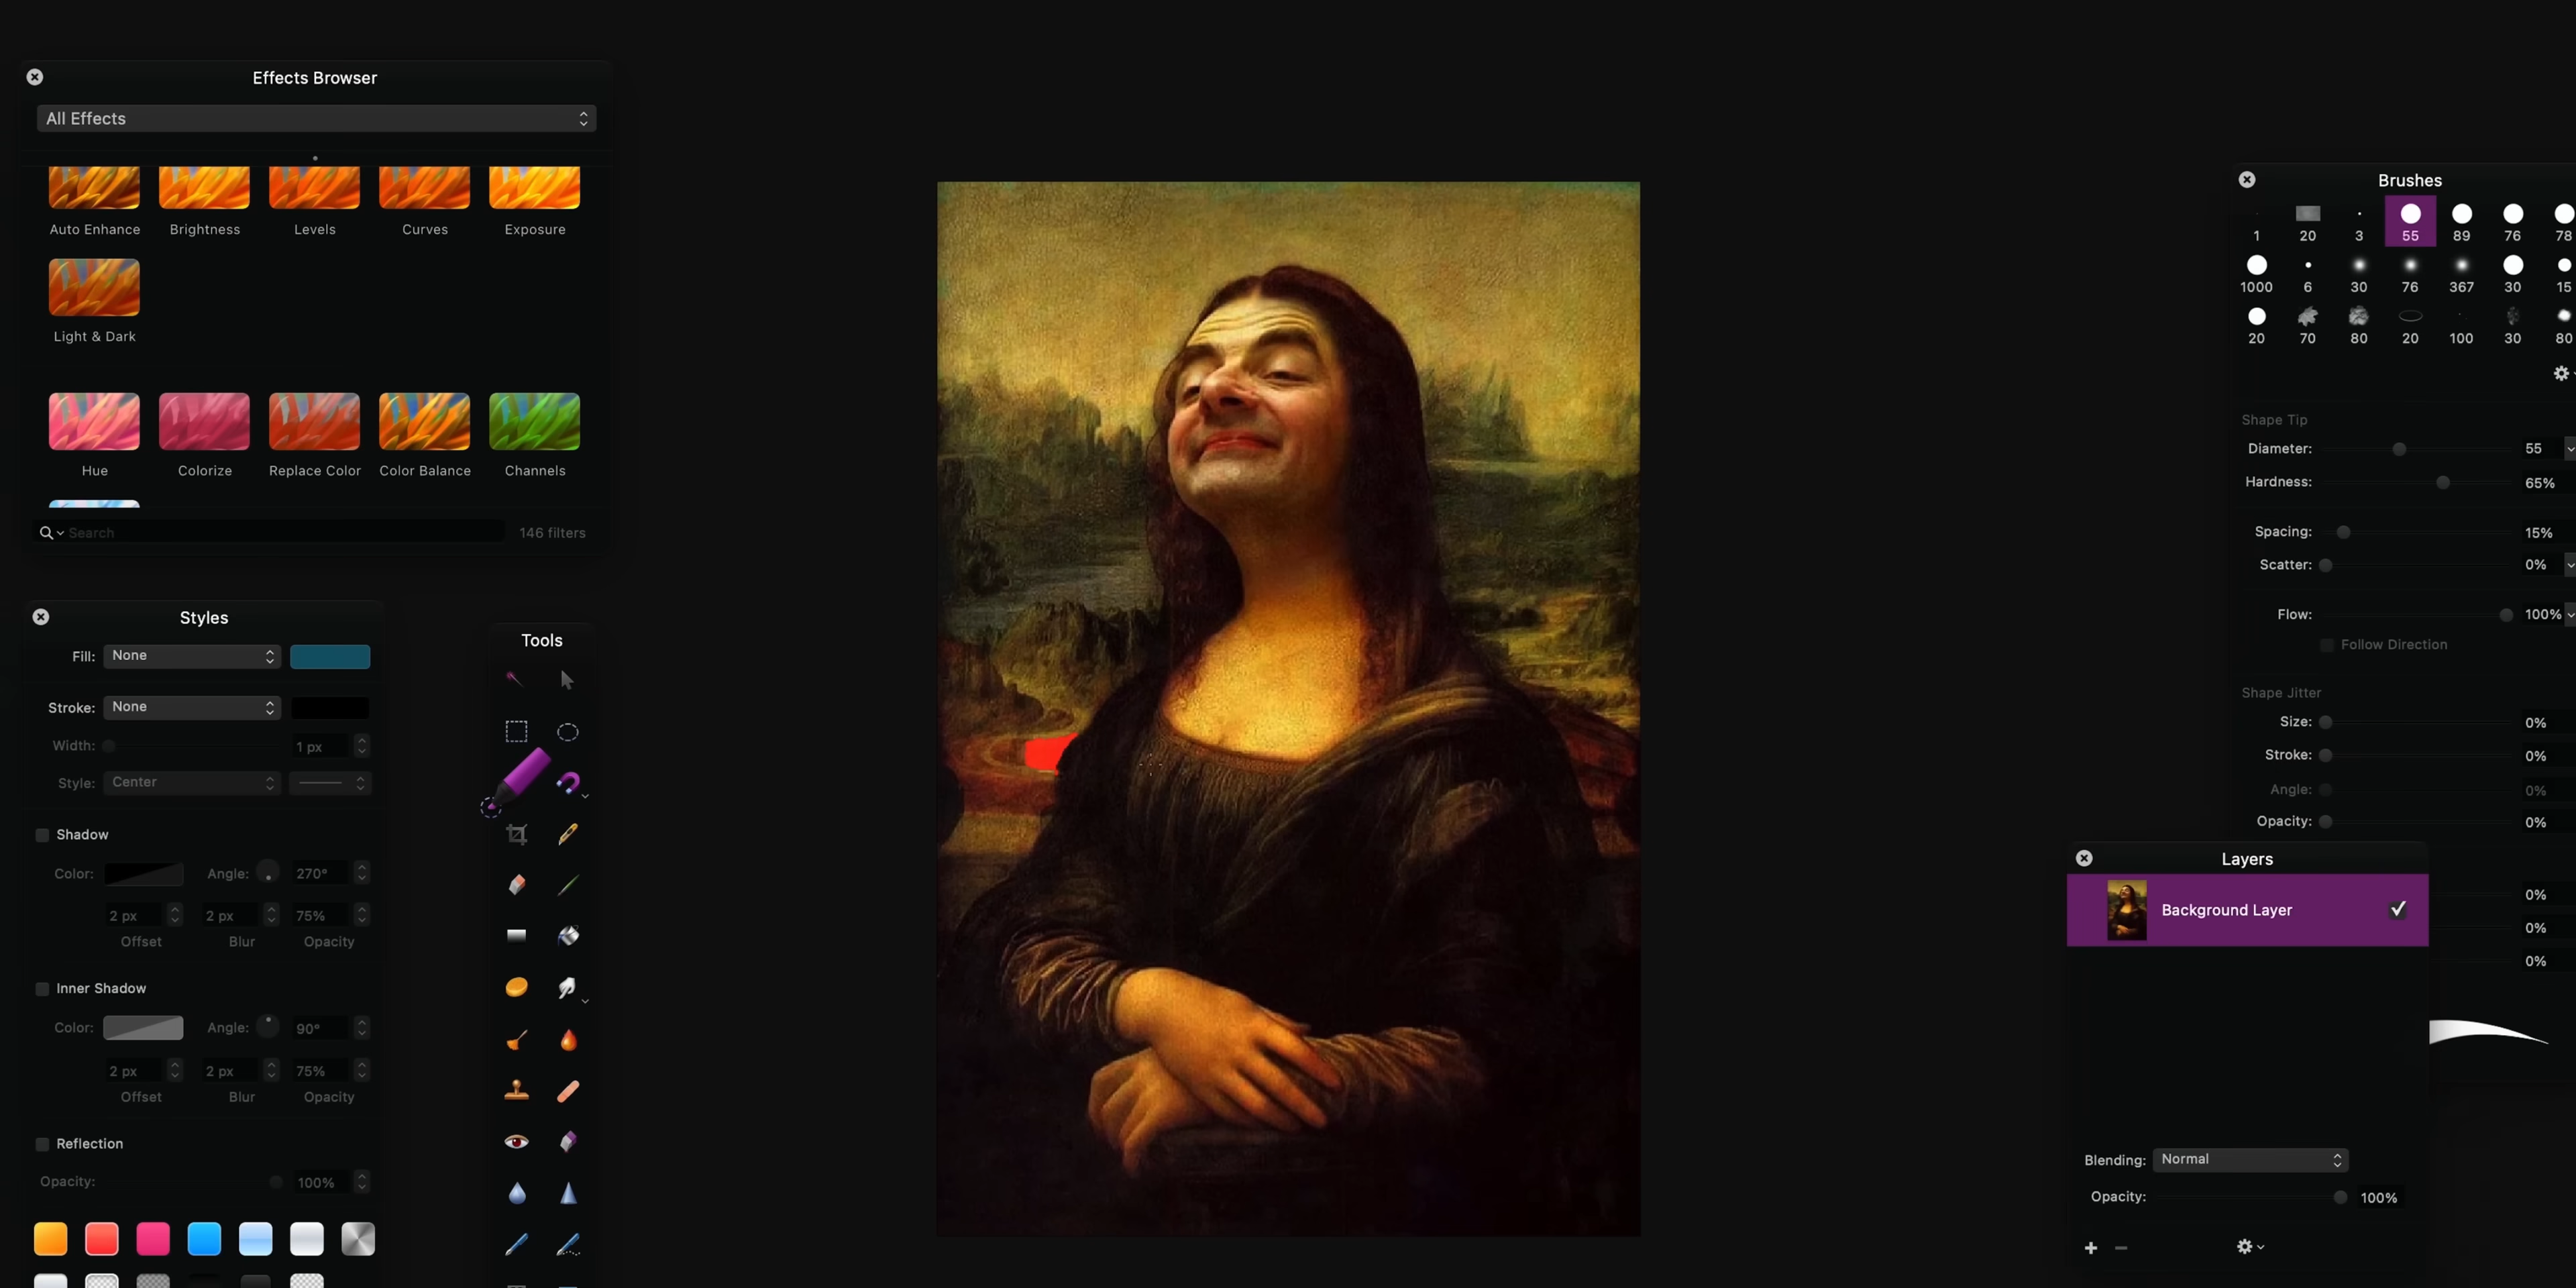 Effects Browser
All Effects
Auto Enhance Brightness Levels Curves Exposure
Light & Dark
Hue Colorize Replace Color Color Balance Channels
Search 146 filters
Styles
Fill: None
Stroke: None
Width: 1 px
Style: Center
Shadow
Color: Angle: 270°
2 px 2 px 75%
Offset Blur Opacity
Inner Shadow
Color: Angle: 90°
2 px 2 px 75%
Offset Blur Opacity
Reflection
Opacity: 100%
Tools
Brushes
1 20 3 55 89 76 78
1000 6 30 76 367 30 15
20 70 80 20 100 30 80
Shape Tip
Diameter: 55
Hardness: 65%
Spacing: 15%
Scatter: 0%
Flow: 100%
Follow Direction
Shape Jitter
Size: 0%
Stroke: 0%
Angle: 0%
Opacity: 0%
0%
0%
0%
Layers
Background Layer
Blending: Normal
Opacity: 100%